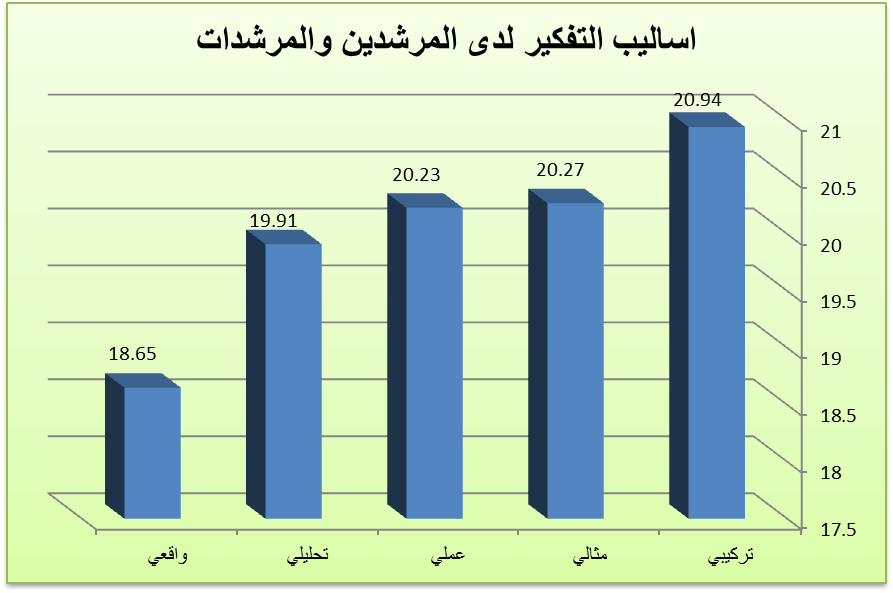 اساليب التفكير لدى المرشدين والمرشدات
20.94
20.27
20.23
19.91
18.65
21
20.5
20
19.5
19
18.5
18
17.5
تركيبي
مثالي
عملي
تحليلي
واقعي